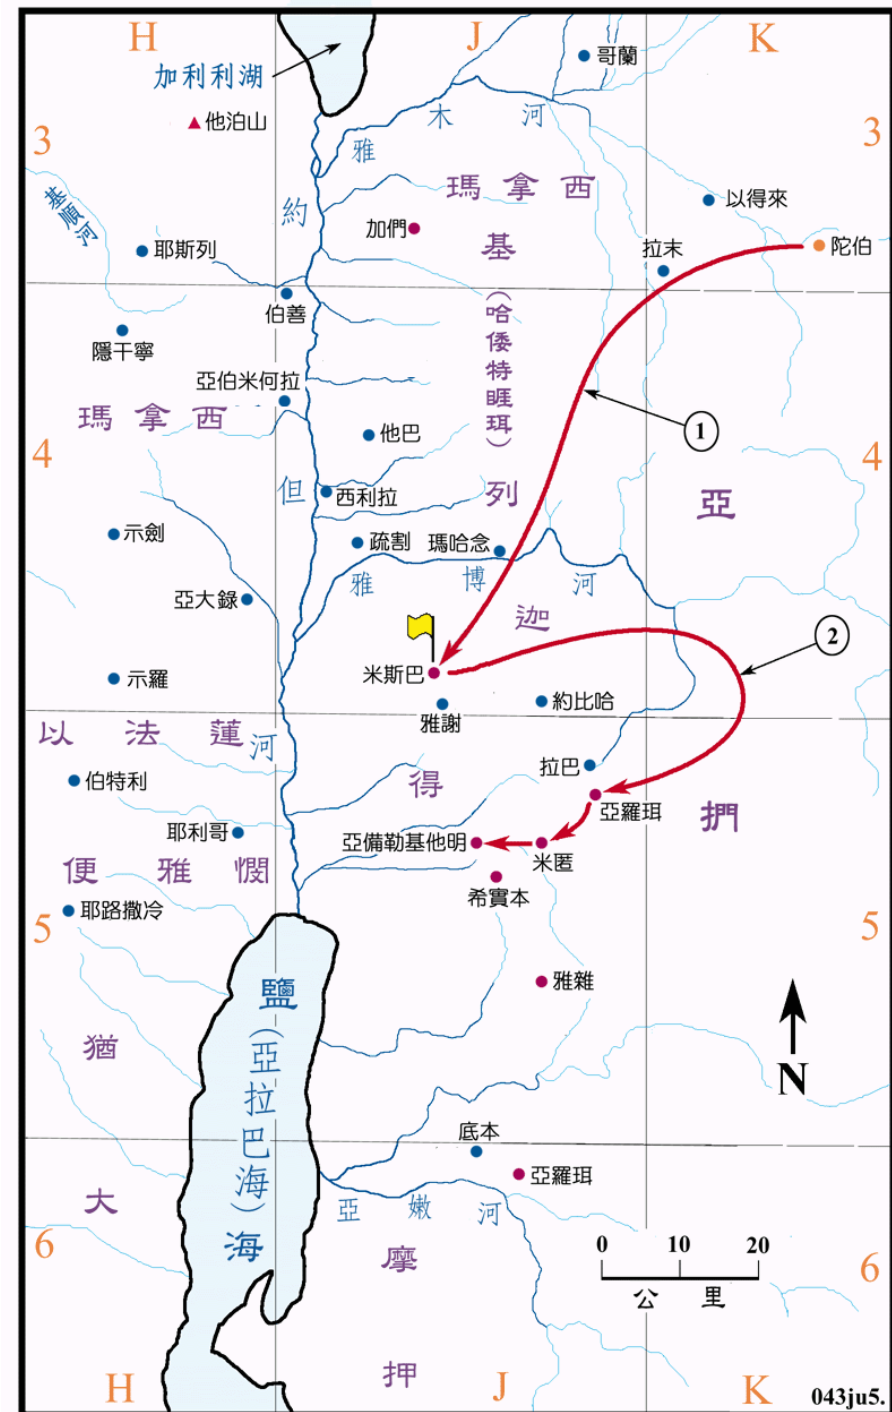 H
J
K
加利利湖
哥蘭
他泊山
雅木河
3
3
瑪拿西
基順河
約
以得來
加們
基
拉末
陀伯
耶斯列
伯善
(哈倭特睚珥)
隱干寧
亞伯米何拉
瑪拿西
他巴
1
4
4
但
西利拉
列
亞
示劍
疏割
瑪哈念
雅博河
亞大錄
迦
2
米斯巴
示羅
雅謝
約比哈
以法蓮
河
伯特利
得
拉巴
亞羅珥
捫
耶利哥
亞備勒基他明
米匿
便雅憫
希實本
耶路撒冷
5
5
鹽
(亞拉巴海)
海
雅雜
猶
N
底本
亞羅珥
大
亞嫩河
6
6
摩
0 10 20
公里
押
H
J
K
043ju5.